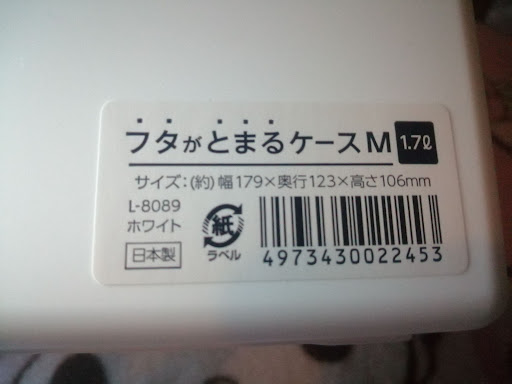 フタがとまるケースM 1.7ℓ
サイズ:(約)幅179×奥行123×高さ106mm
L-8089
ホワイト
日本製
紙
ラベル
4973430022453